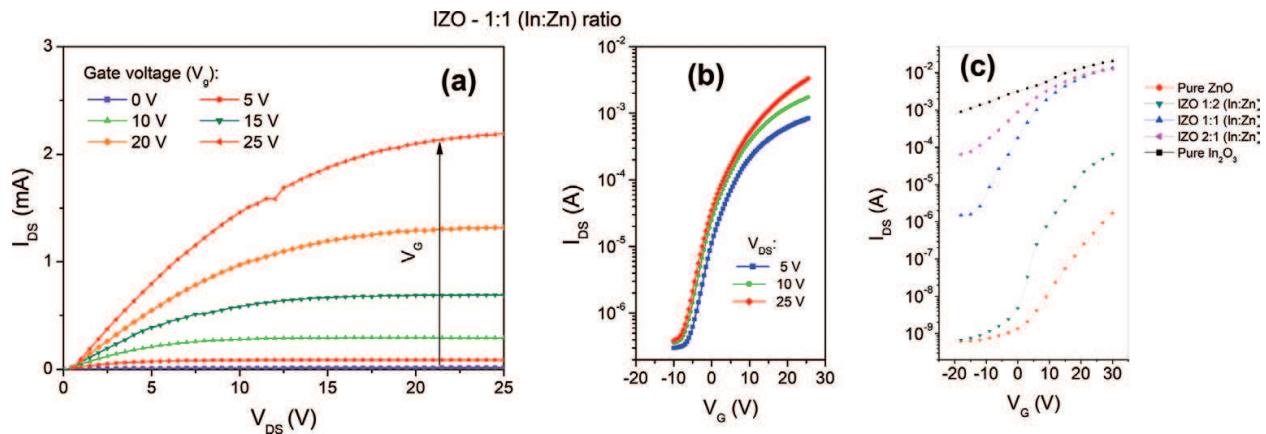 IZO - 1:1 (In:Zn) ratio
(a)
Gate voltage (Vg):
0 V 5 V
10 V 15 V
20 V 25 V
VG
3
2
1
0
0 5 10 15 20 25
IDS (mA)
VDS (V)
(b)
VDS:
5 V
10 V
25 V
10-2
10-3
10-4
10-5
10-6
-20 -10 0 10 20 30
IDS (A)
VG (V)
(c)
10-2
10-3
10-4
10-5
10-6
10-7
10-8
10-9
-20 -10 0 10 20 30
IDS (A)
VG (V)
Pure ZnO
IZO 1:2 (In:Zn)
IZO 1:1 (In:Zn)
IZO 2:1 (In:Zn)
Pure In2O3